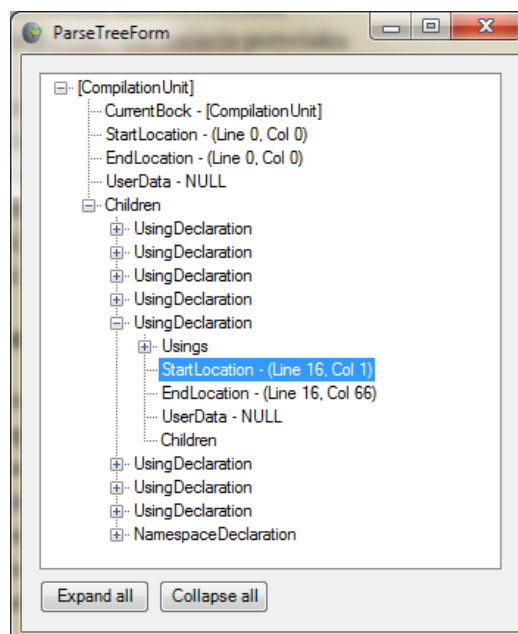 ParseTreeForm
[CompilationUnit]
CurrentBock - [CompilationUnit]
StartLocation - (Line 0, Col 0)
EndLocation - (Line 0, Col 0)
UserData - NULL
Children
UsingDeclaration
UsingDeclaration
UsingDeclaration
UsingDeclaration
UsingDeclaration
Usings
StartLocation - (Line 16, Col 1)
EndLocation - (Line 16, Col 66)
UserData - NULL
Children
UsingDeclaration
UsingDeclaration
UsingDeclaration
NamespaceDeclaration
Expand all
Collapse all